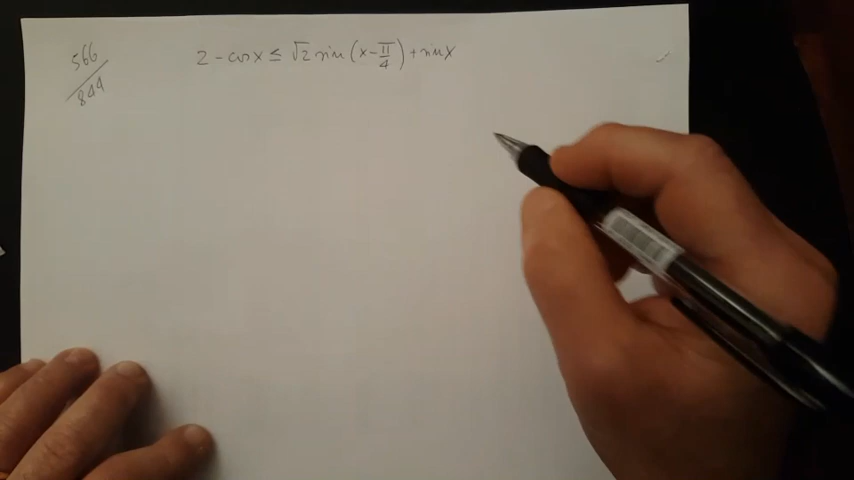 566/844
2 - cos x ≤ √2 sin (x - π/4) + sin x